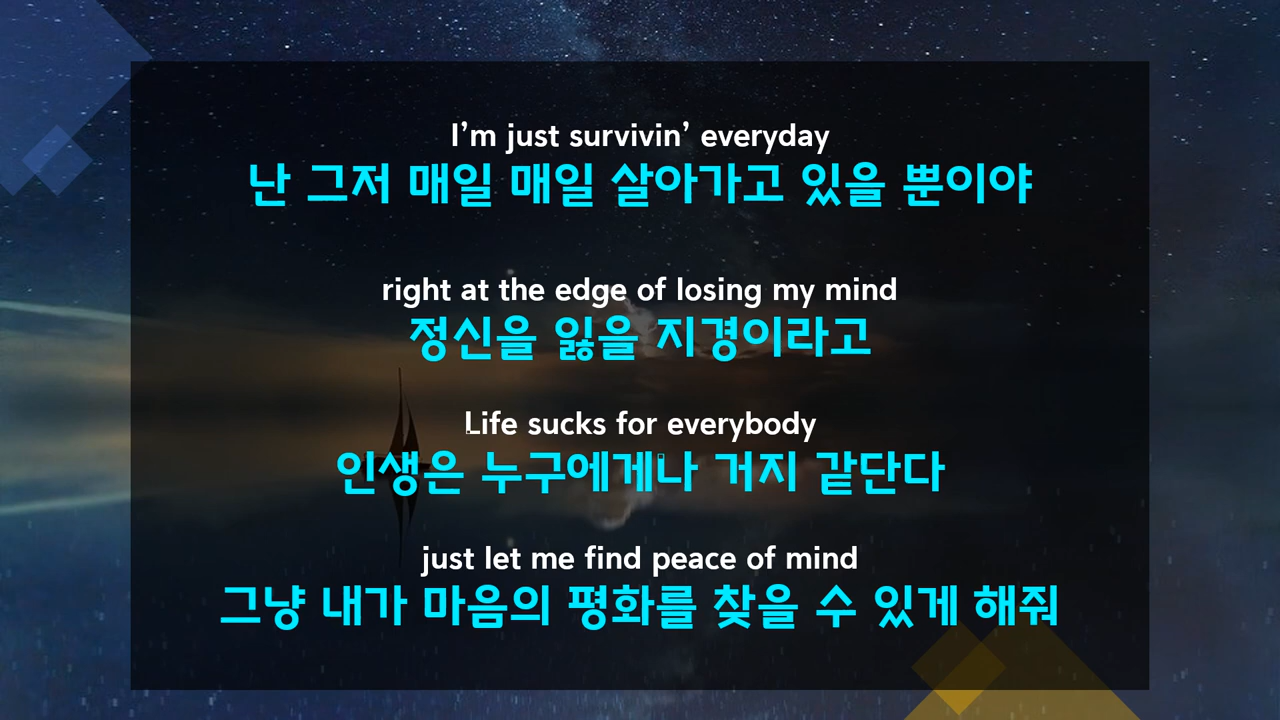 I’m just survivin’ everyday
난 그저 매일 매일 살아가고 있을 뿐이야
right at the edge of losing my mind
정신을 잃을 지경이라고
Life sucks for everybody
인생은 누구에게나 거지 같단다
just let me find peace of mind
그냥 내가 마음의 평화를 찾을 수 있게 해줘